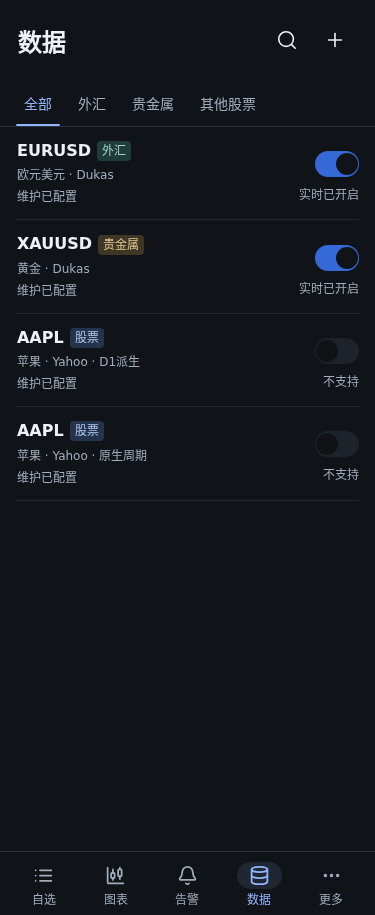 数据
全部 外汇 贵金属 其他股票
EURUSD 外汇
欧元美元 · Dukas
维护已配置
实时已开启
XAUUSD 贵金属
黄金 · Dukas
维护已配置
实时已开启
AAPL 股票
苹果 · Yahoo · D1派生
维护已配置
不支持
AAPL 股票
苹果 · Yahoo · 原生周期
维护已配置
不支持
自选 图表 告警 数据 更多